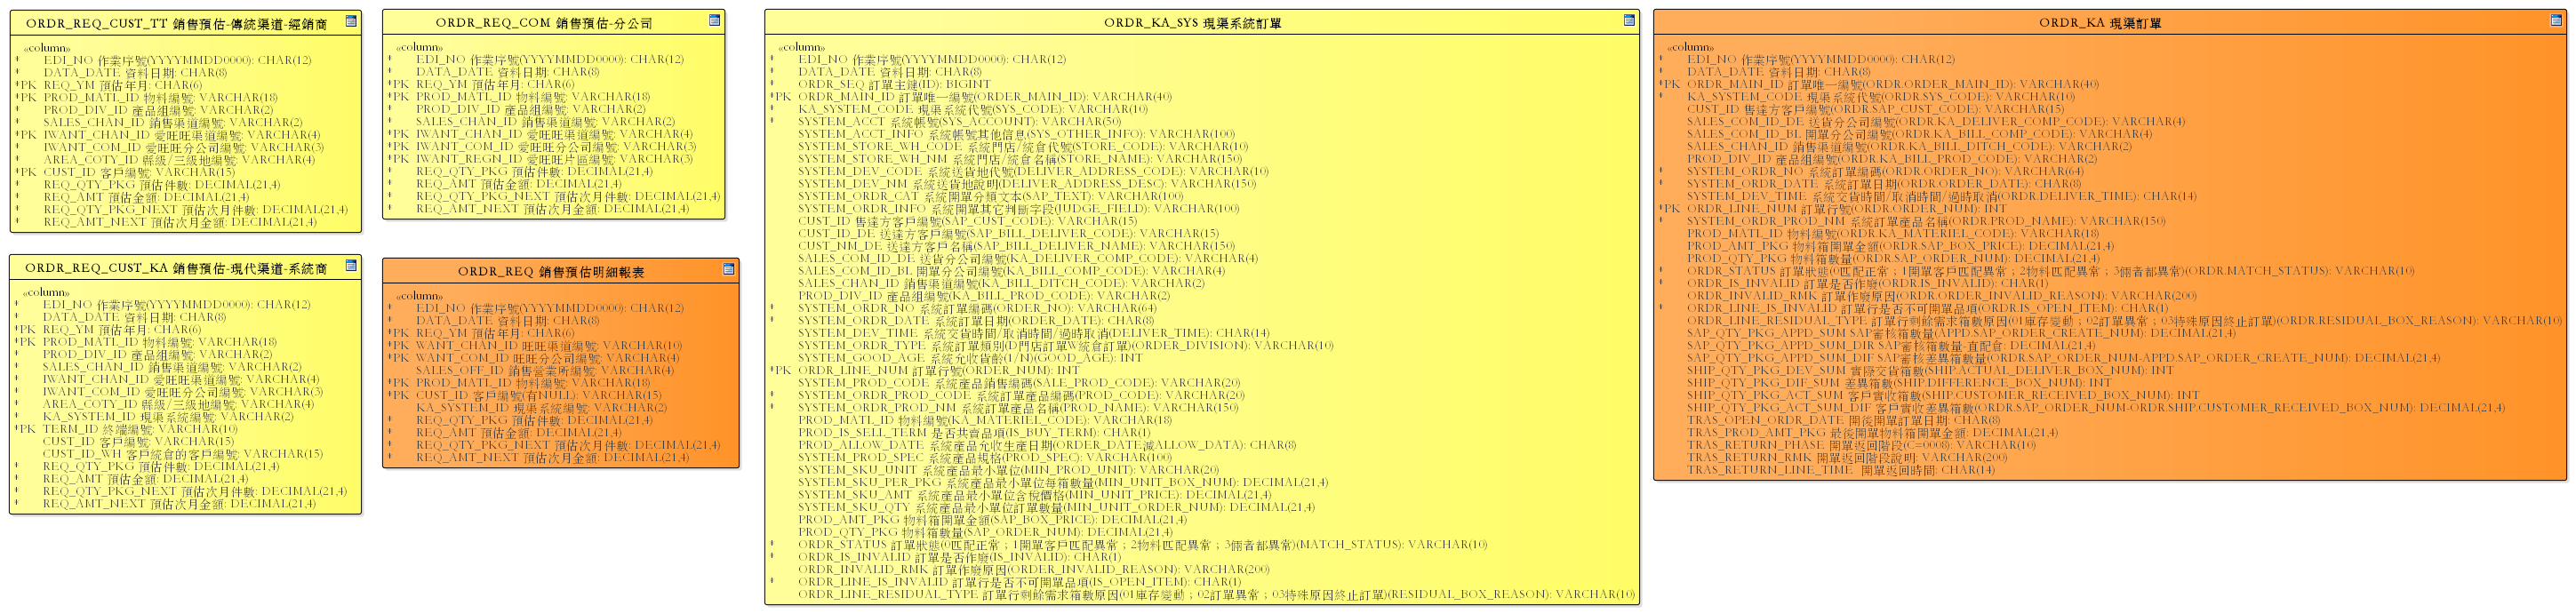 ORDR_REQ_CUST_TT 銷售預估-傳統渠道-經銷商
«column»
* EDI_NO 作業序號(YYYYMMDD0000): CHAR(12)
* DATA_DATE 資料日期: CHAR(8)
*PK REQ_YM 預估年月: CHAR(6)
*PK PROD_MATL_ID 物料編號: VARCHAR(18)
* PROD_DIV_ID 產品組編號: VARCHAR(2)
* SALES_CHAN_ID 銷售渠道編號: VARCHAR(2)
*PK IWANT_CHAN_ID 愛旺旺渠道編號: VARCHAR(4)
* IWANT_COM_ID 愛旺旺分公司編號: VARCHAR(3)
* AREA_COTY_ID 縣級/三級地編號: VARCHAR(4)
*PK CUST_ID 客戶編號: VARCHAR(15)
* REQ_QTY_PKG 預估件數: DECIMAL(21,4)
* REQ_AMT 預估金額: DECIMAL(21,4)
* REQ_QTY_PKG_NEXT 預估次月件數: DECIMAL(21,4)
* REQ_AMT_NEXT 預估次月金額: DECIMAL(21,4)
ORDR_REQ_COM 銷售預估-分公司
«column»
* EDI_NO 作業序號(YYYYMMDD0000): CHAR(12)
* DATA_DATE 資料日期: CHAR(8)
*PK REQ_YM 預估年月: CHAR(6)
*PK PROD_MATL_ID 物料編號: VARCHAR(18)
* PROD_DIV_ID 產品組編號: VARCHAR(2)
* SALES_CHAN_ID 銷售渠道編號: VARCHAR(2)
*PK IWANT_CHAN_ID 愛旺旺渠道編號: VARCHAR(4)
*PK IWANT_COM_ID 愛旺旺分公司編號: VARCHAR(3)
*PK IWANT_REGN_ID 愛旺旺片區編號: VARCHAR(3)
* REQ_QTY_PKG 預估件數: DECIMAL(21,4)
* REQ_AMT 預估金額: DECIMAL(21,4)
* REQ_QTY_PKG_NEXT 預估次月件數: DECIMAL(21,4)
* REQ_AMT_NEXT 預估次月金額: DECIMAL(21,4)
ORDR_REQ_CUST_KA 銷售預估-現代渠道-系統商
«column»
* EDI_NO 作業序號(YYYYMMDD0000): CHAR(12)
* DATA_DATE 資料日期: CHAR(8)
*PK REQ_YM 預估年月: CHAR(6)
*PK PROD_MATL_ID 物料編號: VARCHAR(18)
* PROD_DIV_ID 產品組編號: VARCHAR(2)
* SALES_CHAN_ID 銷售渠道編號: VARCHAR(2)
* IWANT_CHAN_ID 愛旺旺渠道編號: VARCHAR(4)
* IWANT_COM_ID 愛旺旺分公司編號: VARCHAR(3)
* AREA_COTY_ID 縣級/三級地編號: VARCHAR(4)
* KA_SYSTEM_ID 現渠系統編號: VARCHAR(2)
*PK TERM_ID 終端編號: VARCHAR(10)
CUST_ID 客戶編號: VARCHAR(15)
CUST_ID_WH 客戶統倉的客戶編號: VARCHAR(15)
* REQ_QTY_PKG 預估件數: DECIMAL(21,4)
* REQ_AMT 預估金額: DECIMAL(21,4)
* REQ_QTY_PKG_NEXT 預估次月件數: DECIMAL(21,4)
* REQ_AMT_NEXT 預估次月金額: DECIMAL(21,4)
ORDR_REQ 銷售預估明細報表
«column»
* EDI_NO 作業序號(YYYYMMDD0000): CHAR(12)
* DATA_DATE 資料日期: CHAR(8)
*PK REQ_YM 預估年月: CHAR(6)
*PK WANT_CHAN_ID 旺旺渠道編號: VARCHAR(10)
*PK WANT_COM_ID 旺旺分公司編號: VARCHAR(4)
SALES_OFF_ID 銷售營業所編號: VARCHAR(4)
*PK PROD_MATL_ID 物料編號: VARCHAR(18)
*PK CUST_ID 客戶編號(有NULL): VARCHAR(15)
KA_SYSTEM_ID 現渠系統編號: VARCHAR(2)
* REQ_QTY_PKG 預估件數: DECIMAL(21,4)
* REQ_AMT 預估金額: DECIMAL(21,4)
* REQ_QTY_PKG_NEXT 預估次月件數: DECIMAL(21,4)
* REQ_AMT_NEXT 預估次月金額: DECIMAL(21,4)
ORDR_KA_SYS 現渠系統訂單
«column»
* EDI_NO 作業序號(YYYYMMDD0000): CHAR(12)
* DATA_DATE 資料日期: CHAR(8)
* ORDR_SEQ 訂單主鍵(ID): BIGINT
*PK ORDR_MAIN_ID 訂單唯一編號(ORDER_MAIN_ID): VARCHAR(40)
* KA_SYSTEM_CODE 現渠系統代號(SYS_CODE): VARCHAR(10)
* SYSTEM_ACCT 系統帳號(SYS_ACCOUNT): VARCHAR(50)
SYSTEM_ACCT_INFO 系統帳號其他信息(SYS_OTHER_INFO): VARCHAR(100)
SYSTEM_STORE_WH_CODE 系統門店/統倉代號(STORE_CODE): VARCHAR(10)
SYSTEM_STORE_WH_NM 系統門店/統倉名稱(STORE_NAME): VARCHAR(150)
SYSTEM_DEV_CODE 系統送貨地代號(DELIVER_ADDRESS_CODE): VARCHAR(10)
SYSTEM_DEV_NM 系統送貨地說明(DELIVER_ADDRESS_DESC): VARCHAR(150)
SYSTEM_ORDR_CAT 系統開單分類文本(SAP_TEXT): VARCHAR(100)
SYSTEM_ORDR_INFO 系統開單其它判斷字段(JUDGE_FIELD): VARCHAR(100)
CUST_ID 售達方客戶編號(SAP_CUST_CODE): VARCHAR(15)
CUST_ID_DE 送達方客戶編號(SAP_BILL_DELIVER_CODE): VARCHAR(15)
CUST_NM_DE 送達方客戶名稱(SAP_BILL_DELIVER_NAME): VARCHAR(150)
SALES_COM_ID_DE 送貨分公司編號(KA_DELIVER_COMP_CODE): VARCHAR(4)
SALES_COM_ID_BL 開單分公司編號(KA_BILL_COMP_CODE): VARCHAR(4)
SALES_CHAN_ID 銷售渠道編號(KA_BILL_DITCH_CODE): VARCHAR(2)
PROD_DIV_ID 產品組編號(KA_BILL_PROD_CODE): VARCHAR(2)
* SYSTEM_ORDR_NO 系統訂單編碼(ORDER_NO): VARCHAR(64)
* SYSTEM_ORDR_DATE 系統訂單日期(ORDER_DATE): CHAR(8)
SYSTEM_DEV_TIME 系統交貨時間/取消時間/過時取消(DELIVER_TIME): CHAR(14)
SYSTEM_ORDR_TYPE 系統訂單類別(D門店訂單W統倉訂單)(ORDER_DIVISION): VARCHAR(10)
SYSTEM_GOOD_AGE 系統允收貨齡(1/N)(GOOD_AGE): INT
*PK ORDR_LINE_NUM 訂單行號(ORDER_NUM): INT
SYSTEM_PROD_CODE 系統產品銷售編碼(SALE_PROD_CODE): VARCHAR(20)
* SYSTEM_ORDR_PROD_CODE 系統訂單產品編碼(PROD_CODE): VARCHAR(20)
* SYSTEM_ORDR_PROD_NM 系統訂單產品名稱(PROD_NAME): VARCHAR(150)
PROD_MATL_ID 物料編號(KA_MATERIEL_CODE): VARCHAR(18)
PROD_IS_SELL_TERM 是否共賣品項(IS_BUY_TERM): CHAR(1)
PROD_ALLOW_DATE 系統產品允收生產日期(ORDER_DATE減ALLOW_DATA): CHAR(8)
SYSTEM_PROD_SPEC 系統產品規格(PROD_SPEC): VARCHAR(100)
SYSTEM_SKU_UNIT 系統產品最小單位(MIN_PROD_UNIT): VARCHAR(20)
SYSTEM_SKU_PER_PKG 系統產品最小單位每箱數量(MIN_UNIT_BOX_NUM): DECIMAL(21,4)
SYSTEM_SKU_AMT 系統產品最小單位含稅價格(MIN_UNIT_PRICE): DECIMAL(21,4)
SYSTEM_SKU_QTY 系統產品最小單位訂單數量(MIN_UNIT_ORDER_NUM): DECIMAL(21,4)
PROD_AMT_PKG 物料箱開單金額(SAP_BOX_PRICE): DECIMAL(21,4)
PROD_QTY_PKG 物料箱數量(SAP_ORDER_NUM): DECIMAL(21,4)
* ORDR_STATUS 訂單狀態(0匹配正常；1開單客戶匹配異常；2物料匹配異常；3倆者都異常)(MATCH_STATUS): VARCHAR(10)
* ORDR_IS_INVALID 訂單是否作廢(IS_INVALID): CHAR(1)
ORDR_INVALID_RMK 訂單作廢原因(ORDER_INVALID_REASON): VARCHAR(200)
* ORDR_LINE_IS_INVALID 訂單行是否不可開單品項(IS_OPEN_ITEM): CHAR(1)
ORDR_LINE_RESIDUAL_TYPE 訂單行剩餘需求箱數原因(01庫存變動；02訂單異常；03特殊原因終止訂單)(RESIDUAL_BOX_REASON): VARCHAR(10)
ORDR_KA 現渠訂單
«column»
* EDI_NO 作業序號(YYYYMMDD0000): CHAR(12)
* DATA_DATE 資料日期: CHAR(8)
*PK ORDR_MAIN_ID 訂單唯一編號(ORDR.ORDER_MAIN_ID): VARCHAR(40)
* KA_SYSTEM_CODE 現渠系統代號(ORDR.SYS_CODE): VARCHAR(10)
CUST_ID 售達方客戶編號(ORDR.SAP_CUST_CODE): VARCHAR(15)
SALES_COM_ID_DE 送貨分公司編號(ORDR.KA_DELIVER_COMP_CODE): VARCHAR(4)
SALES_COM_ID_BL 開單分公司編號(ORDR.KA_BILL_COMP_CODE): VARCHAR(4)
SALES_CHAN_ID 銷售渠道編號(ORDR.KA_BILL_DITCH_CODE): VARCHAR(2)
PROD_DIV_ID 產品組編號(ORDR.KA_BILL_PROD_CODE): VARCHAR(2)
* SYSTEM_ORDR_NO 系統訂單編碼(ORDR.ORDER_NO): VARCHAR(64)
* SYSTEM_ORDR_DATE 系統訂單日期(ORDR.ORDER_DATE): CHAR(8)
SYSTEM_DEV_TIME 系統交貨時間/取消時間/過時取消(ORDR.DELIVER_TIME): CHAR(14)
*PK ORDR_LINE_NUM 訂單行號(ORDR.ORDER_NUM): INT
* SYSTEM_ORDR_PROD_NM 系統訂單產品名稱(ORDR.PROD_NAME): VARCHAR(150)
PROD_MATL_ID 物料編號(ORDR.KA_MATERIEL_CODE): VARCHAR(18)
PROD_AMT_PKG 物料箱開單金額(ORDR.SAP_BOX_PRICE): DECIMAL(21,4)
PROD_QTY_PKG 物料箱數量(ORDR.SAP_ORDER_NUM): DECIMAL(21,4)
* ORDR_STATUS 訂單狀態(0匹配正常；1開單客戶匹配異常；2物料匹配異常；3倆者都異常)(ORDR.MATCH_STATUS): VARCHAR(10)
* ORDR_IS_INVALID 訂單是否作廢(ORDR.IS_INVALID): CHAR(1)
ORDR_INVALID_RMK 訂單作廢原因(ORDR.ORDER_INVALID_REASON): VARCHAR(200)
* ORDR_LINE_IS_INVALID 訂單行是否不可開單品項(ORDR.IS_OPEN_ITEM): CHAR(1)
ORDR_LINE_RESIDUAL_TYPE 訂單行剩餘需求箱數原因(01庫存變動；02訂單異常；03特殊原因終止訂單)(ORDR.RESIDUAL_BOX_REASON): VARCHAR(10)
SAP_QTY_PKG_APPD_SUM SAP審核箱數量(APPD.SAP_ORDER_CREATE_NUM): DECIMAL(21,4)
SAP_QTY_PKG_APPD_SUM_DIR SAP審核箱數量-直配倉: DECIMAL(21,4)
SAP_QTY_PKG_APPD_SUM_DIF SAP審核差異箱數量(ORDR.SAP_ORDER_NUM-APPD.SAP_ORDER_CREATE_NUM): DECIMAL(21,4)
SHIP_QTY_PKG_DEV_SUM 實際交貨箱數(SHIP.ACTUAL_DELIVER_BOX_NUM): INT
SHIP_QTY_PKG_DIF_SUM 差異箱數(SHIP.DIFFERENCE_BOX_NUM): INT
SHIP_QTY_PKG_ACT_SUM 客戶實收箱數(SHIP.CUSTOMER_RECEIVED_BOX_NUM): INT
SHIP_QTY_PKG_ACT_SUM_DIF 客戶實收差異箱數(ORDR.SAP_ORDER_NUM-ORDR.SHIP.CUSTOMER_RECEIVED_BOX_NUM): DECIMAL(21,4)
TRAS_OPEN_ORDR_DATE 開後開單訂單日期: CHAR(8)
TRAS_PROD_AMT_PKG 最後開單物料箱開單金額: DECIMAL(21,4)
TRAS_RETURN_PHASE 開單返回階段(C=0008): VARCHAR(10)
TRAS_RETURN_RMK 開單返回階段說明: VARCHAR(200)
TRAS_RETURN_LINE_TIME 開單返回時間: CHAR(14)